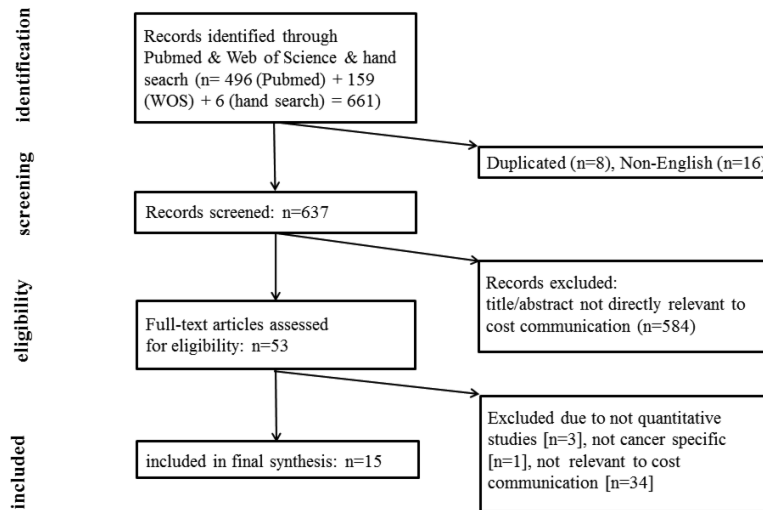 identification
Records identified through
Pubmed & Web of Science & hand
seacrh (n= 496 (Pubmed) + 159
(WOS) + 6 (hand search) = 661)
Duplicated (n=8), Non-English (n=16)
screening
Records screened: n=637
Records excluded:
title/abstract not directly relevant to
cost communication (n=584)
eligibility
Full-text articles assessed
for eligibility: n=53
Excluded due to not quantitative
studies [n=3], not cancer specific
[n=1], not relevant to cost
communication [n=34]
included
included in final synthesis: n=15